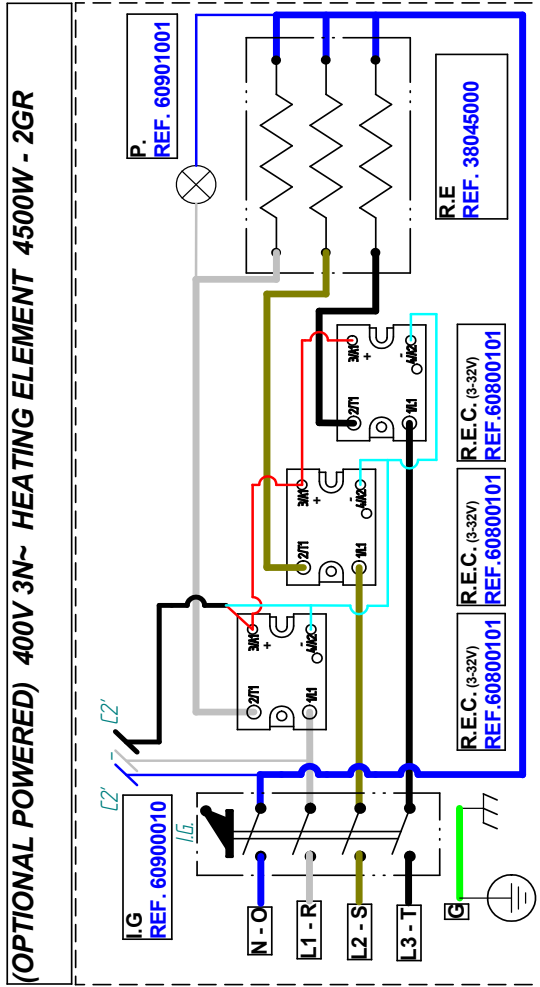 (OPTIONAL POWERED) 400V 3N~ HEATING ELEMENT 4500W - 2GR
P.
REF. 60901001
C2'
C2'
I.G
REF. 60900010
I.G.
N - O
L1 - R
L2 - S
L3 - T
G
2/T1
3/A1
+
-
1/L1
4/A2
2/T1
3/A1
+
-
1/L1
4/A2
2/T1
3/A1
+
-
1/L1
4/A2
R.E
REF. 38045000
R.E.C. (3-32V)
REF.60800101
R.E.C. (3-32V)
REF.60800101
R.E.C. (3-32V)
REF.60800101